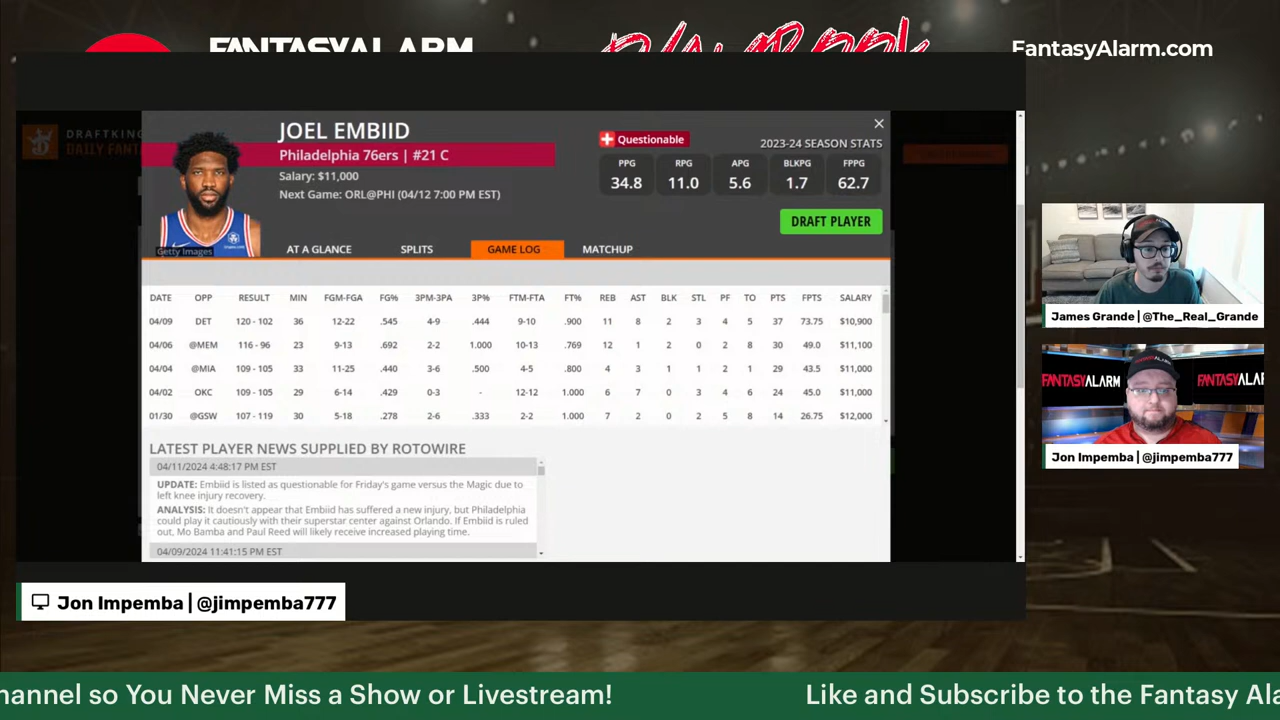 FANTASYALARM
PLAYBOOK
FantasyAlarm.com
DRAFTKIN
DAILY FANT
JOEL EMBIID
Philadelphia 76ers | #21 C
Salary: $11,000
Next Game: ORL@PHI (04/12 7:00 PM EST)
Getty Images
Questionable
2023-24 SEASON STATS
PPG RPG APG BLKPG FPPG
34.8 11.0 5.6 1.7 62.7
DRAFT PLAYER
AT A GLANCE SPLITS GAME LOG MATCHUP
DATE OPP RESULT MIN FGM-FGA FG% 3PM-3PA 3P% FTM-FTA FT% REB AST BLK STL PF TO PTS FPTS SALARY
04/09 DET 120 - 102 36 12-22 .545 4-9 .444 9-10 .900 11 8 2 3 4 5 37 73.75 $10,900
04/06 @MEM 116 - 96 23 9-13 .692 2-2 1.000 10-13 .769 12 1 2 0 2 8 30 49.0 $11,100
04/04 @MIA 109 - 105 33 11-25 .440 3-6 .500 4-5 .800 4 3 1 1 2 1 29 43.5 $11,000
04/02 OKC 109 - 105 29 6-14 .429 0-3 - 12-12 1.000 6 7 0 3 4 6 24 45.0 $11,000
01/30 @GSW 107 - 119 30 5-18 .278 2-6 .333 2-2 1.000 7 2 0 2 5 8 14 26.75 $12,000
LATEST PLAYER NEWS SUPPLIED BY ROTOWIRE
04/11/2024 4:48:17 PM EST
UPDATE: Embiid is listed as questionable for Friday's game versus the Magic due to
left knee injury recovery.
ANALYSIS: It doesn't appear that Embiid has suffered a new injury, but Philadelphia
could play it cautiously with their superstar center against Orlando. If Embiid is ruled
out, Mo Bamba and Paul Reed will likely receive increased playing time.
04/09/2024 11:41:15 PM EST
James Grande | @The_Real_Grande
FANTASYALARM
FANTASYALAR
Jon Impemba | @jimpemba777
Jon Impemba | @jimpemba777
hannel so You Never Miss a Show or Livestream! Like and Subscribe to the Fantasy Ala